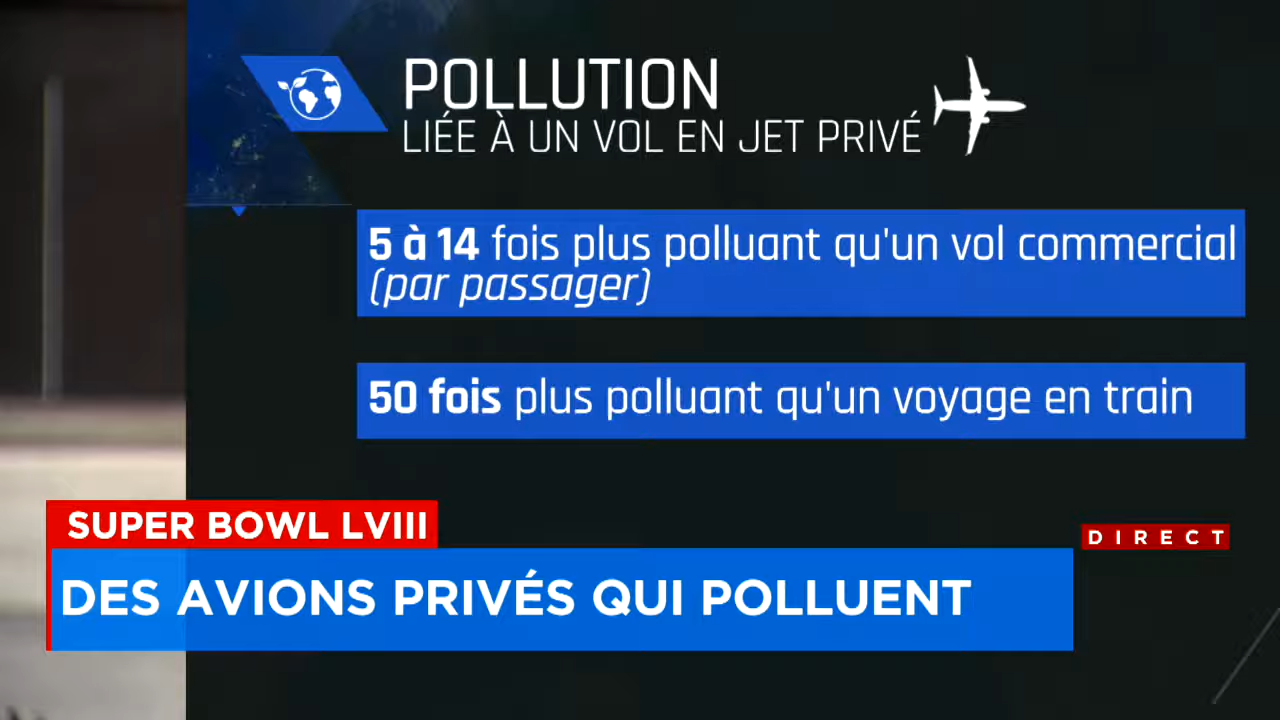 POLLUTION
LIÉE À UN VOL EN JET PRIVÉ
5 à 14 fois plus polluant qu'un vol commercial
(par passager)
50 fois plus polluant qu'un voyage en train
SUPER BOWL LVIII
DIRECT
DES AVIONS PRIVÉS QUI POLLUENT